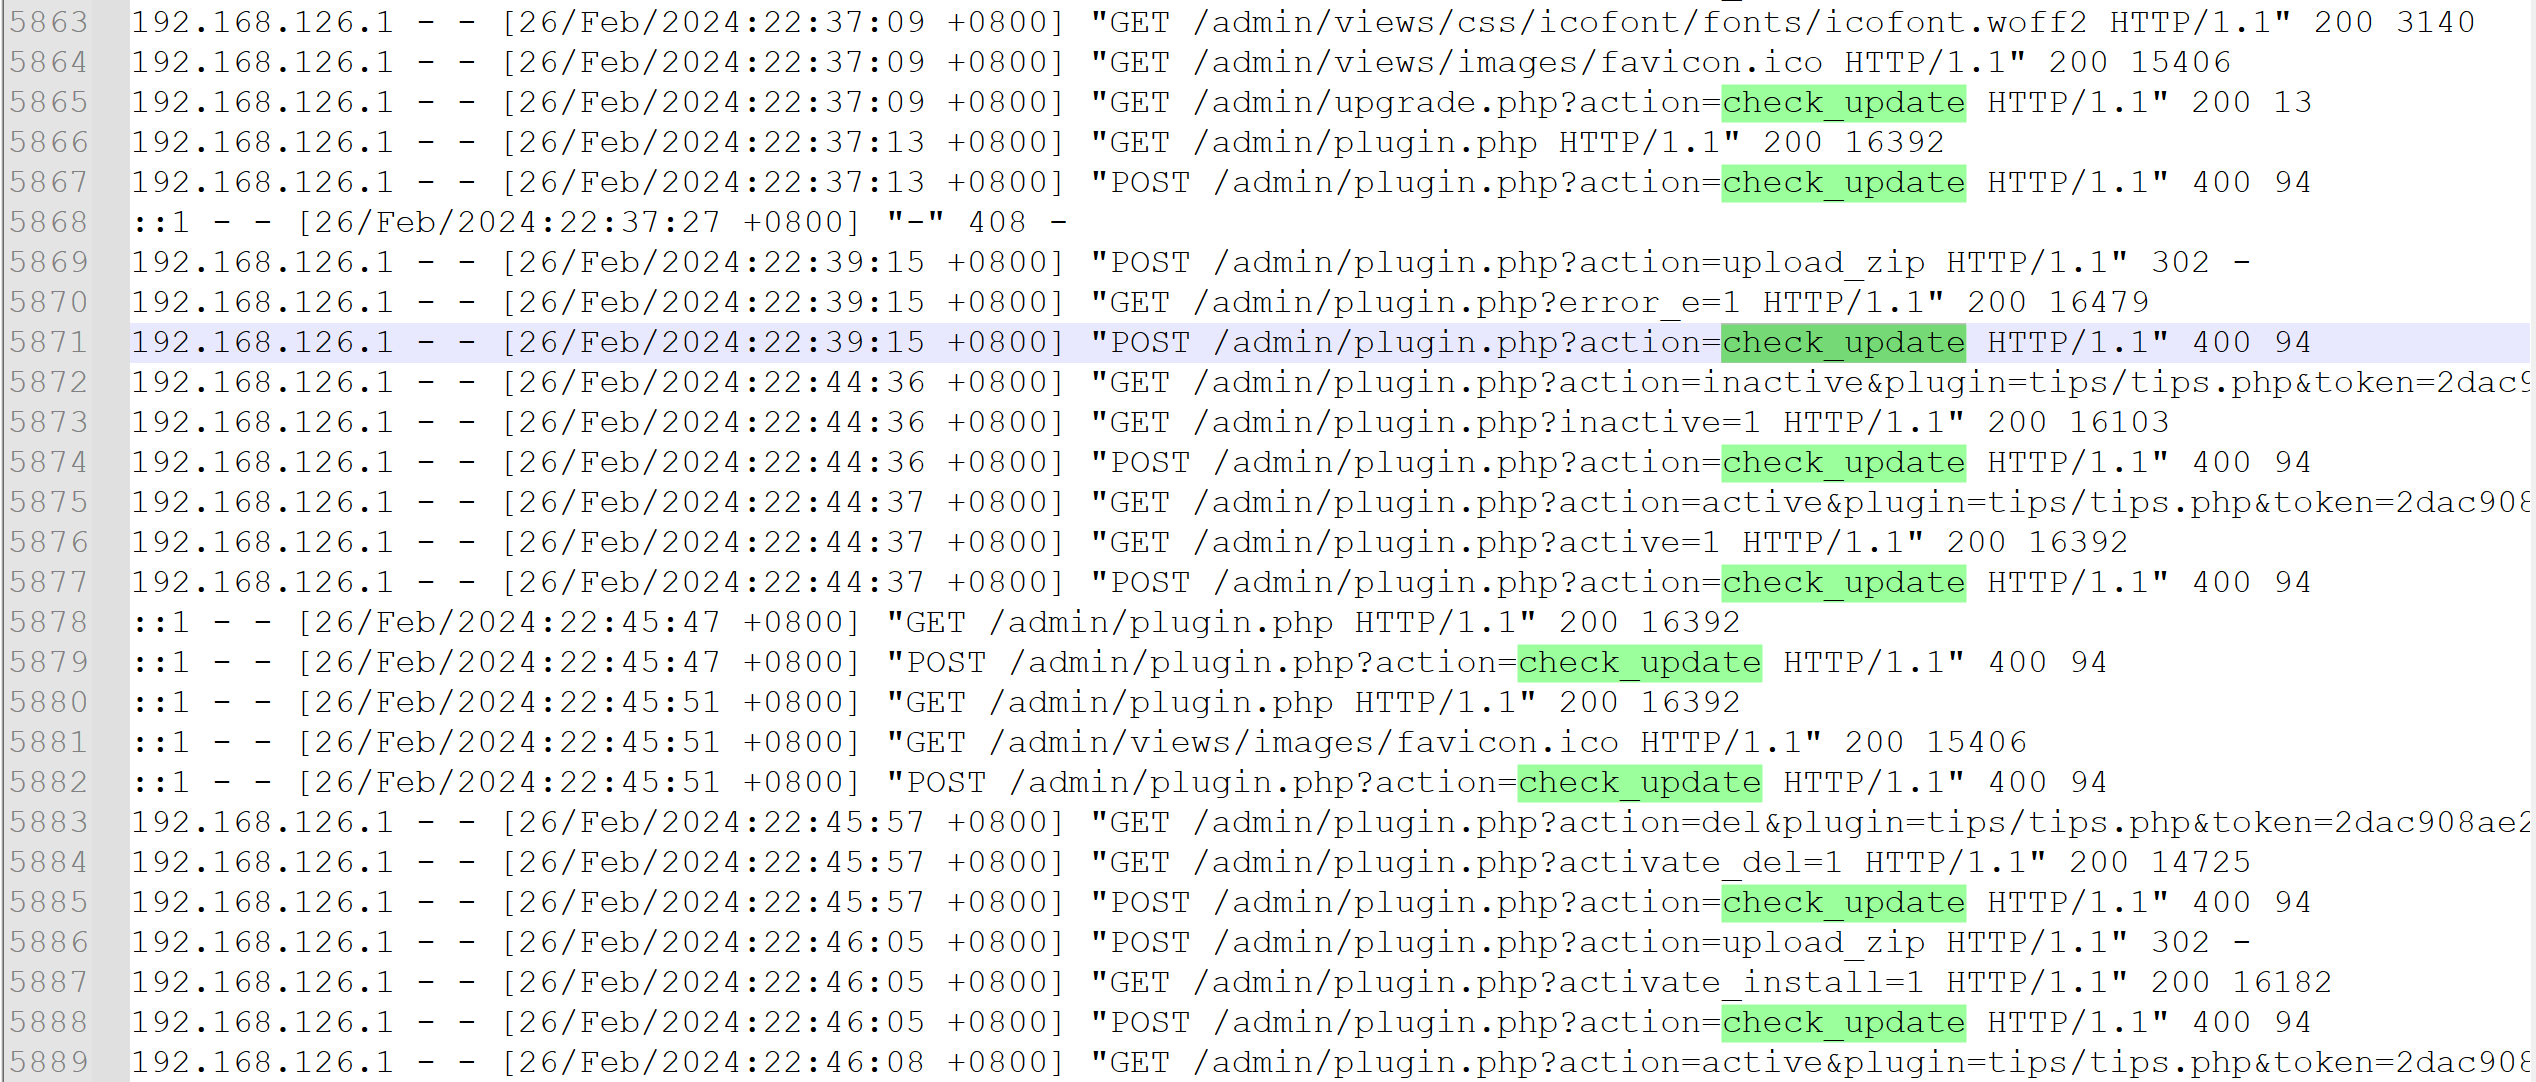 5863 192.168.126.1 - - [26/Feb/2024:22:37:09 +0800] "GET /admin/views/css/icofont/fonts/icofont.woff2 HTTP/1.1" 200 3140
5864 192.168.126.1 - - [26/Feb/2024:22:37:09 +0800] "GET /admin/views/images/favicon.ico HTTP/1.1" 200 15406
5865 192.168.126.1 - - [26/Feb/2024:22:37:09 +0800] "GET /admin/upgrade.php?action=check_update HTTP/1.1" 200 13
5866 192.168.126.1 - - [26/Feb/2024:22:37:13 +0800] "GET /admin/plugin.php HTTP/1.1" 200 16392
5867 192.168.126.1 - - [26/Feb/2024:22:37:13 +0800] "POST /admin/plugin.php?action=check_update HTTP/1.1" 400 94
5868 ::1 - - [26/Feb/2024:22:37:27 +0800] "-" 408 -
5869 192.168.126.1 - - [26/Feb/2024:22:39:15 +0800] "POST /admin/plugin.php?action=upload_zip HTTP/1.1" 302 -
5870 192.168.126.1 - - [26/Feb/2024:22:39:15 +0800] "GET /admin/plugin.php?error_e=1 HTTP/1.1" 200 16479
5871 192.168.126.1 - - [26/Feb/2024:22:39:15 +0800] "POST /admin/plugin.php?action=check_update HTTP/1.1" 400 94
5872 192.168.126.1 - - [26/Feb/2024:22:44:36 +0800] "GET /admin/plugin.php?action=inactive&plugin=tips/tips.php&token=2dac9
5873 192.168.126.1 - - [26/Feb/2024:22:44:36 +0800] "GET /admin/plugin.php?inactive=1 HTTP/1.1" 200 16103
5874 192.168.126.1 - - [26/Feb/2024:22:44:36 +0800] "POST /admin/plugin.php?action=check_update HTTP/1.1" 400 94
5875 192.168.126.1 - - [26/Feb/2024:22:44:37 +0800] "GET /admin/plugin.php?action=active&plugin=tips/tips.php&token=2dac908
5876 192.168.126.1 - - [26/Feb/2024:22:44:37 +0800] "GET /admin/plugin.php?active=1 HTTP/1.1" 200 16392
5877 192.168.126.1 - - [26/Feb/2024:22:44:37 +0800] "POST /admin/plugin.php?action=check_update HTTP/1.1" 400 94
5878 ::1 - - [26/Feb/2024:22:45:47 +0800] "GET /admin/plugin.php HTTP/1.1" 200 16392
5879 ::1 - - [26/Feb/2024:22:45:47 +0800] "POST /admin/plugin.php?action=check_update HTTP/1.1" 400 94
5880 ::1 - - [26/Feb/2024:22:45:51 +0800] "GET /admin/plugin.php HTTP/1.1" 200 16392
5881 ::1 - - [26/Feb/2024:22:45:51 +0800] "GET /admin/views/images/favicon.ico HTTP/1.1" 200 15406
5882 ::1 - - [26/Feb/2024:22:45:51 +0800] "POST /admin/plugin.php?action=check_update HTTP/1.1" 400 94
5883 192.168.126.1 - - [26/Feb/2024:22:45:57 +0800] "GET /admin/plugin.php?action=del&plugin=tips/tips.php&token=2dac908ae2
5884 192.168.126.1 - - [26/Feb/2024:22:45:57 +0800] "GET /admin/plugin.php?activate_del=1 HTTP/1.1" 200 14725
5885 192.168.126.1 - - [26/Feb/2024:22:45:57 +0800] "POST /admin/plugin.php?action=check_update HTTP/1.1" 400 94
5886 192.168.126.1 - - [26/Feb/2024:22:46:05 +0800] "POST /admin/plugin.php?action=upload_zip HTTP/1.1" 302 -
5887 192.168.126.1 - - [26/Feb/2024:22:46:05 +0800] "GET /admin/plugin.php?activate_install=1 HTTP/1.1" 200 16182
5888 192.168.126.1 - - [26/Feb/2024:22:46:05 +0800] "POST /admin/plugin.php?action=check_update HTTP/1.1" 400 94
5889 192.168.126.1 - - [26/Feb/2024:22:46:08 +0800] "GET /admin/plugin.php?action=active&plugin=tips/tips.php&token=2dac908